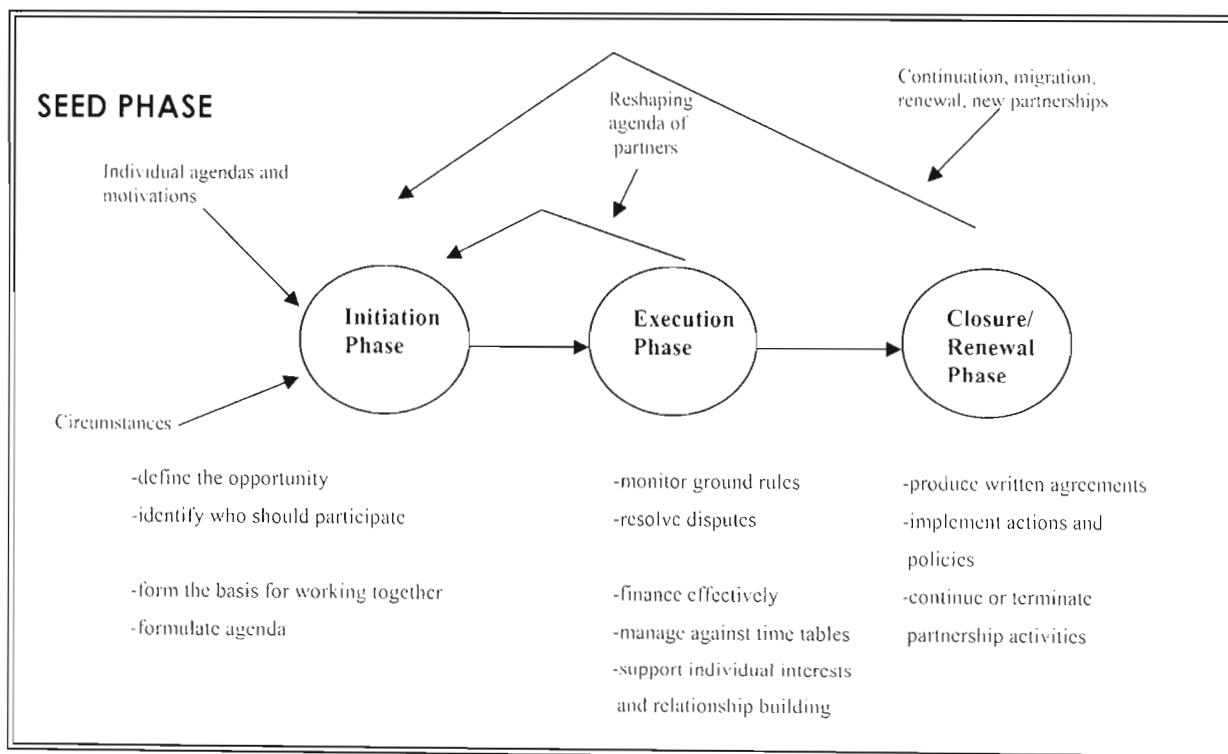 SEED PHASE
Continuation, migration,
renewal, new partnerships
Reshaping
agenda of
partners
Individual agendas and
motivations
Initiation
Phase
Execution
Phase
Closure/
Renewal
Phase
Circumstances
-define the opportunity
-identify who should participate
-form the basis for working together
-formulate agenda
-monitor ground rules
-resolve disputes
-finance effectively
-manage against time tables
-support individual interests
and relationship building
-produce written agreements
-implement actions and
policies
-continue or terminate
partnership activities